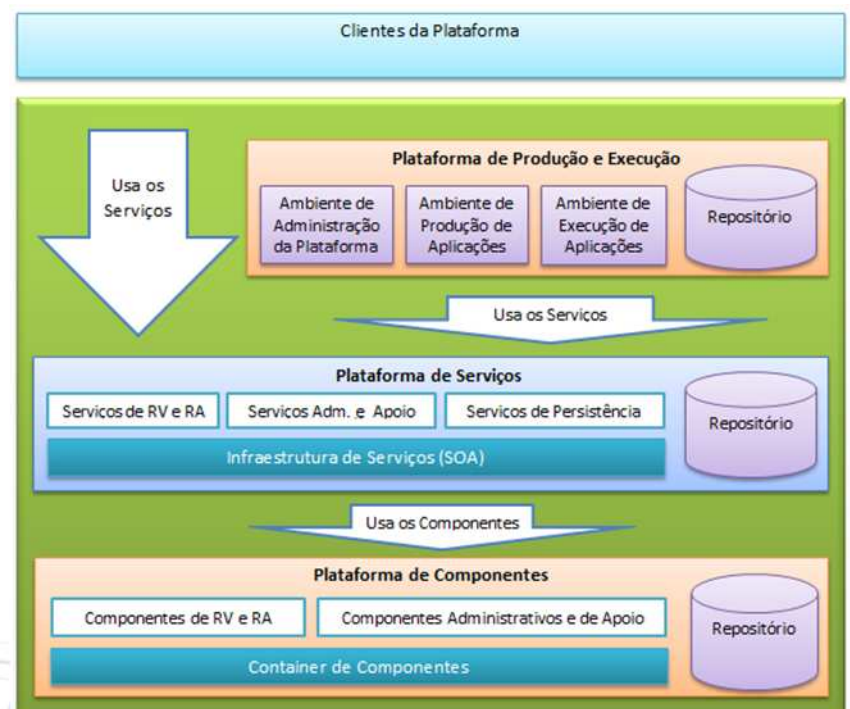 Clientes da Plataforma
Usa os
Serviços
Plataforma de Produção e Execução
Ambiente de
Administração
da Plataforma
Ambiente de
Produção de
Aplicações
Ambiente de
Execução de
Aplicações
Repositório
Usa os Servicos
Plataforma de Serviços
Serviços de RV e RA
Serviços Adm. e Apoio
Serviços de Persistência
Repositório
Infraestrutura de Serviços (SOA)
Usa os Componentes
Plataforma de Componentes
Componentes de RV e RA
Componentes Administrativos e de Apoio
Repositório
Container de Componentes